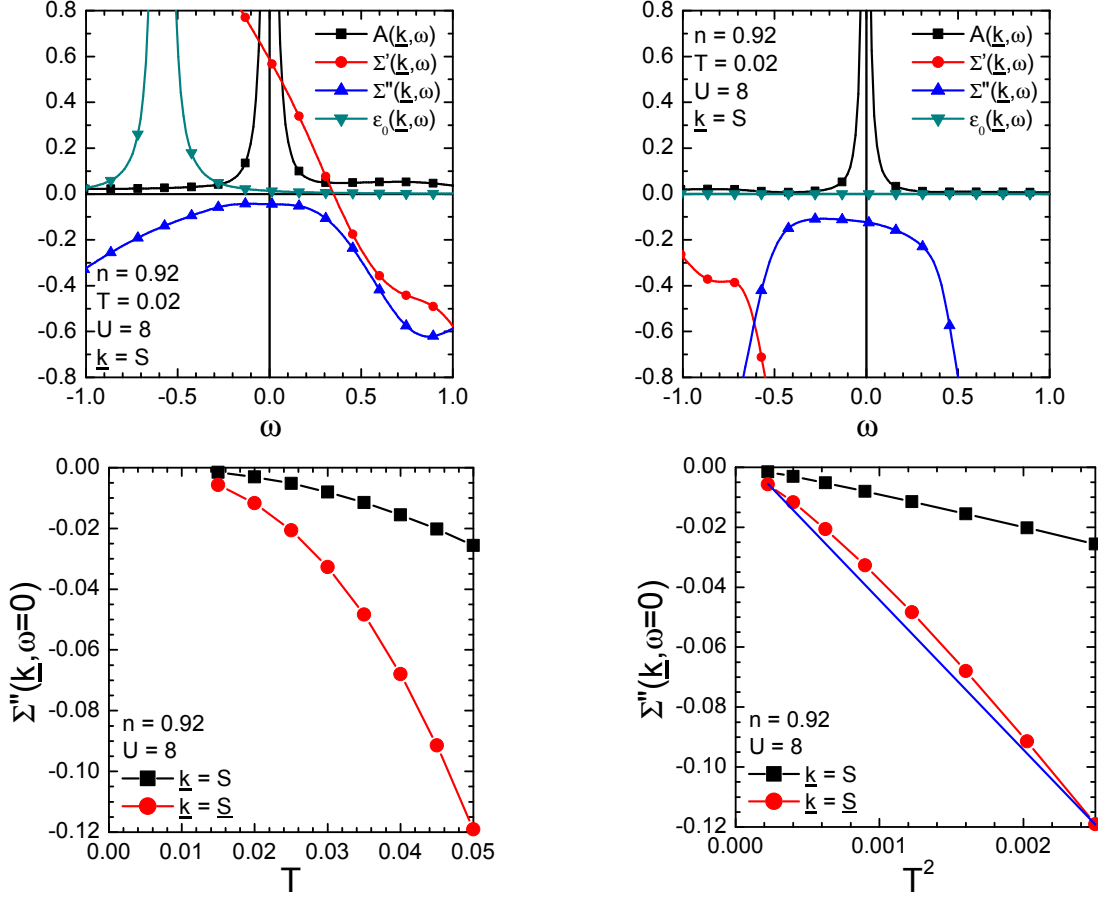 0.8
0.6
0.4
0.2
0.0
-0.2
-0.4
-0.6
-0.8
-1.0 -0.5 0.0 0.5 1.0
ω
A(k,ω)
Σ'(k,ω)
Σ''(k,ω)
ε0(k,ω)
n = 0.92
T = 0.02
U = 8
k = S
0.8
0.6
0.4
0.2
0.0
-0.2
-0.4
-0.6
-0.8
-1.0 -0.5 0.0 0.5 1.0
ω
n = 0.92
T = 0.02
U = 8
k = S
A(k,ω)
Σ'(k,ω)
Σ''(k,ω)
ε0(k,ω)
Σ''(k,ω=0)
0.00
-0.02
-0.04
-0.06
-0.08
-0.10
-0.12
0.00 0.01 0.02 0.03 0.04 0.05
T
n = 0.92
U = 8
k = S
k = S
Σ''(k,ω=0)
0.00
-0.02
-0.04
-0.06
-0.08
-0.10
-0.12
0.000 0.001 0.002
T²
n = 0.92
U = 8
k = S
k = S